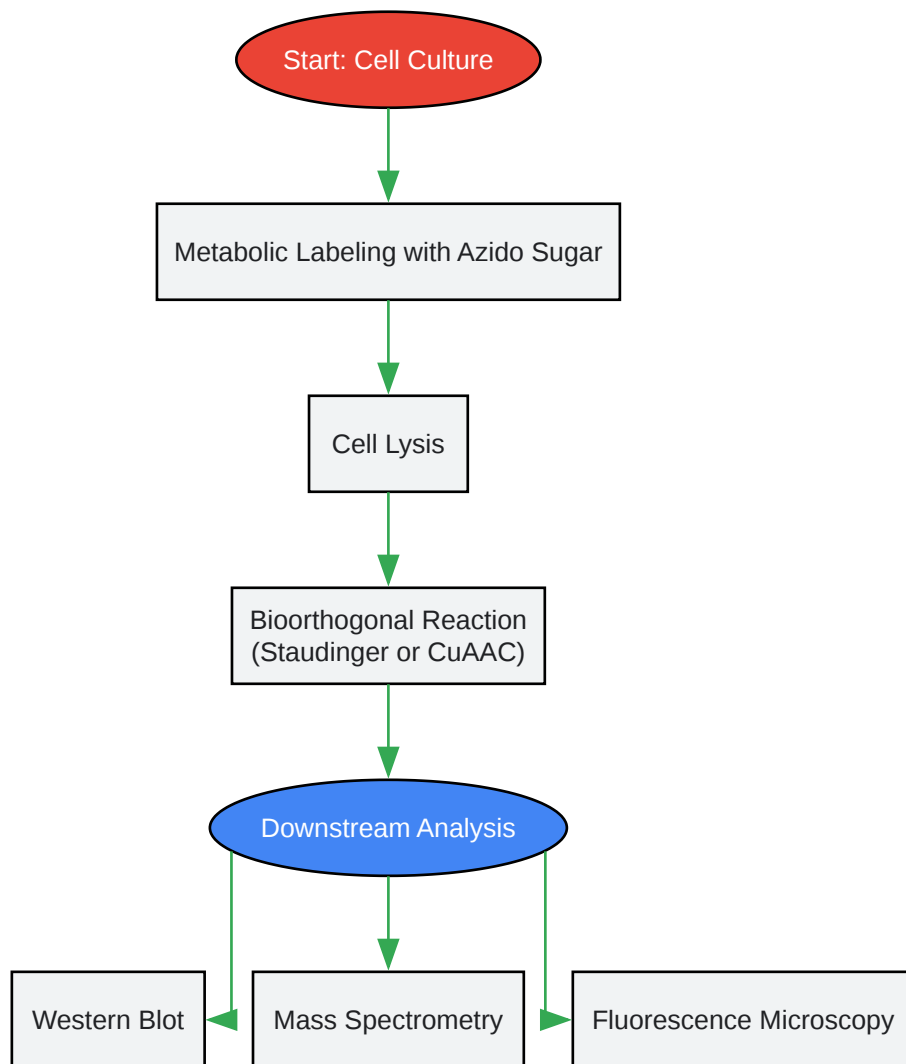 Start: Cell Culture
Metabolic Labeling with Azido Sugar
Cell Lysis
Bioorthogonal Reaction
(Staudinger or CuAAC)
Downstream Analysis
Western Blot
Mass Spectrometry
Fluorescence Microscopy